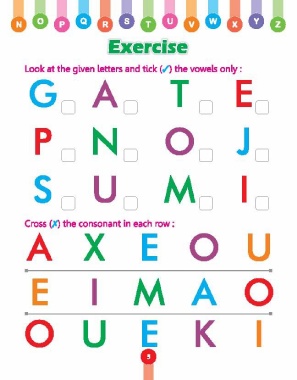 N O P Q R S T U V W X Y Z
Exercise
Look at the given letters and tick (✓) the vowels only :
G A T E
P N O J
S U M I
Cross (X) the consonant in each row :
A X E O U
E I M A O
O U E K I
5